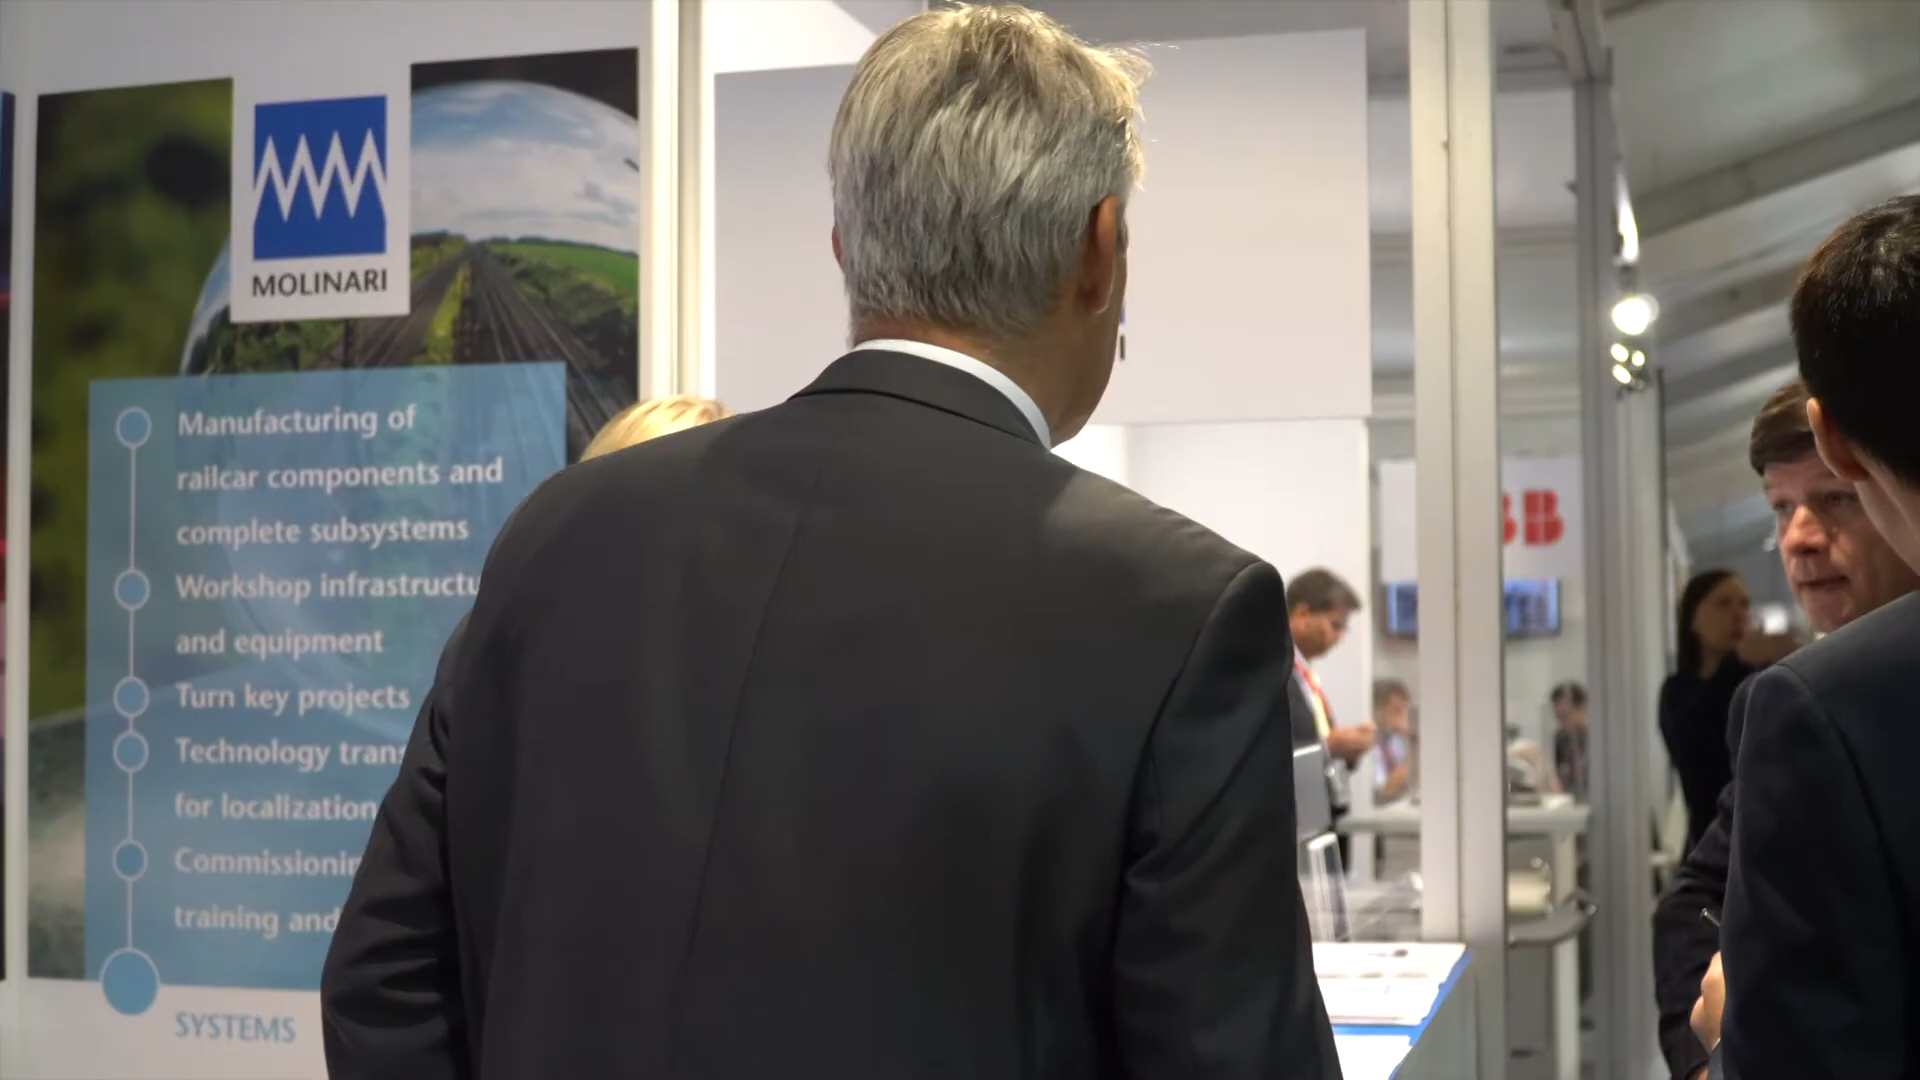 MOLINARI
Manufacturing of
railcar components and
complete subsystems
Workshop infrastructu
and equipment
Turn key projects
Technology trans
for localization
Commissionin
training and
SYSTEMS
BB